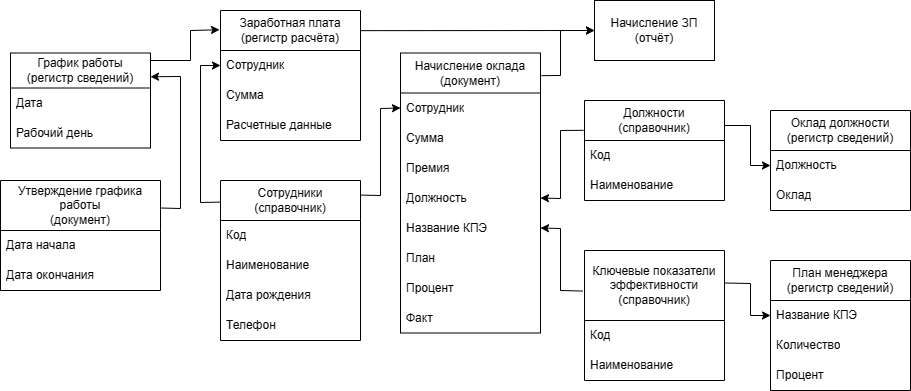 График работы
(регистр сведений)
Дата
Рабочий день
Утверждение графика
работы
(документ)
Дата начала
Дата окончания
Заработная плата
(регистр расчёта)
Сотрудник
Сумма
Расчетные данные
Сотрудники
(справочник)
Код
Наименование
Дата рождения
Телефон
Начисление оклада
(документ)
Сотрудник
Сумма
Премия
Должность
Название КПЭ
План
Процент
Факт
Начисление ЗП
(отчёт)
Должности
(справочник)
Код
Наименование
Ключевые показатели
эффективности
(справочник)
Код
Наименование
Оклад должности
(регистр сведений)
Должность
Оклад
План менеджера
(регистр сведений)
Название КПЭ
Количество
Процент